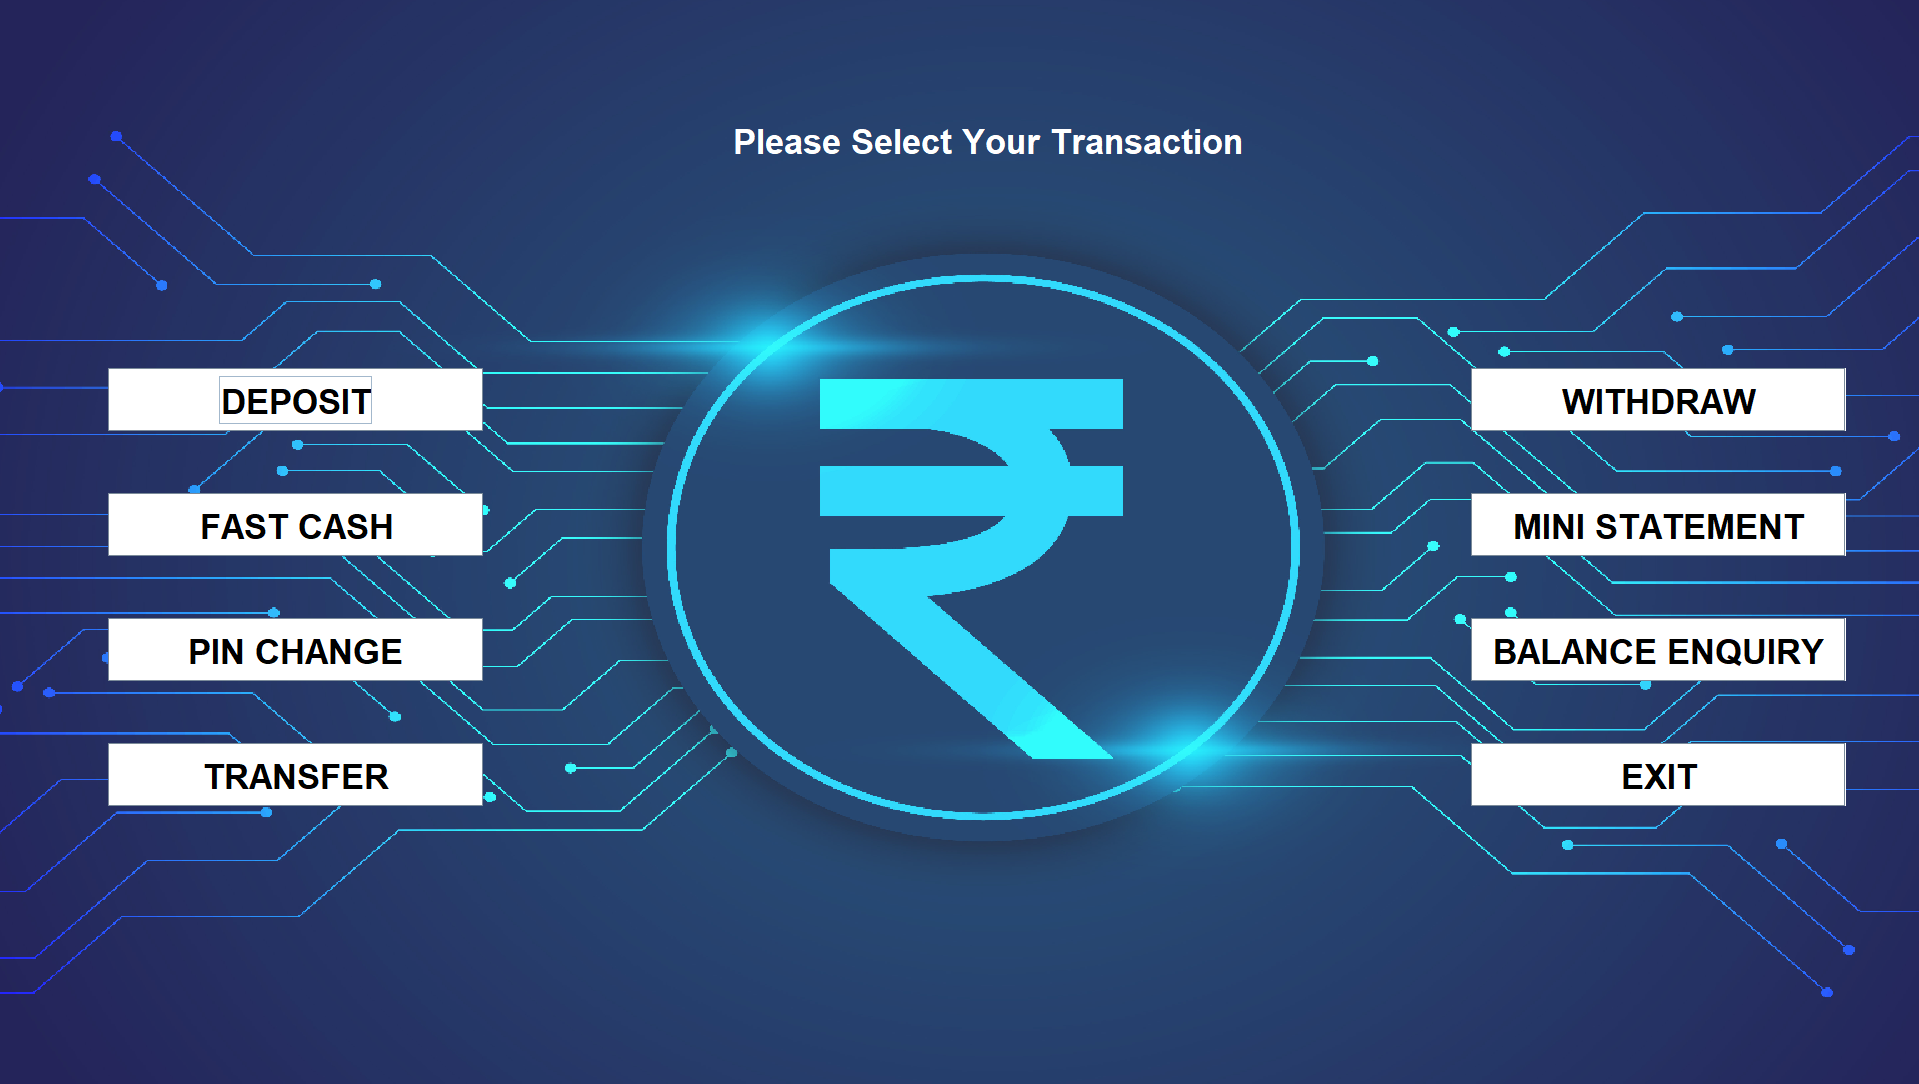 Please Select Your Transaction
DEPOSIT
WITHDRAW
FAST CASH
MINI STATEMENT
PIN CHANGE
BALANCE ENQUIRY
TRANSFER
EXIT
₹